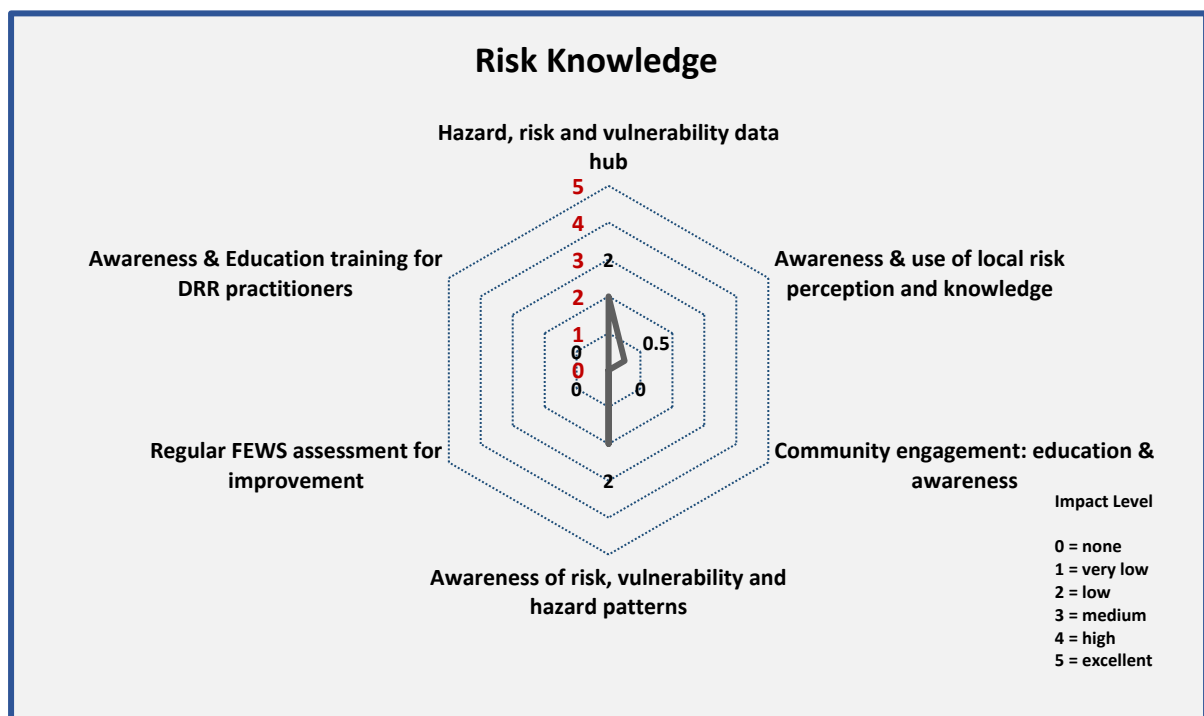 Risk Knowledge
Hazard, risk and vulnerability data
hub
5
4
3
2
1
0
2
0.5
0
2
0
0
Awareness & use of local risk
perception and knowledge
Community engagement: education &
awareness
Awareness of risk, vulnerability and
hazard patterns
Regular FEWS assessment for
improvement
Awareness & Education training for
DRR practitioners
Impact Level
0 = none
1 = very low
2 = low
3 = medium
4 = high
5 = excellent